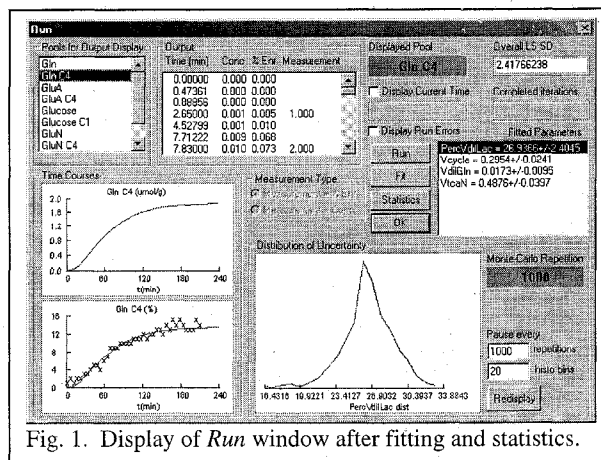 Run
Pools for Output Display
Gln
Gln C4
GluA
GluA C4
Glucose
Glucose C1
GluN
GluN C4
Output
Time (min) Conc % Enr Measurement
0.00000 0.000 0.000
0.47361 0.000 0.000
0.88956 0.000 0.000
2.65000 0.001 0.005 1.000
4.52799 0.001 0.010
7.71222 0.009 0.068
7.83000 0.010 0.073 2.000
Displayed Pool
Gln C4
Overall LS SD
2.41766238
Display Current Time
Completed iterations
Display Run Errors
Fitted Parameters
Run
Fit
Statistics
Ok
PercVdilLac = 26.9366+/-2.4045
Vcycle = 0.2954+/-0.0241
VdilGln = 0.0173+/-0.0095
VtcaN = 0.4876+/-0.0397
Time Courses
Gln C4 (umol/g)
2.0
1.6
1.2
0.8
0.4
0.0
0 60 120 180 240
t(min)
Gln C4 (%)
16
12
8
4
0
0 60 120 180 240
t(min)
Measurement Type
Distribution of Uncertainty
16.4316 19.9221 23.4127 26.9032 30.3937 33.8843
PercVdilLac dist
Monte-Carlo Repetition
1000
Pause every
1000 repetitions
20 histo bins
Redisplay
Fig. 1. Display of Run window after fitting and statistics.